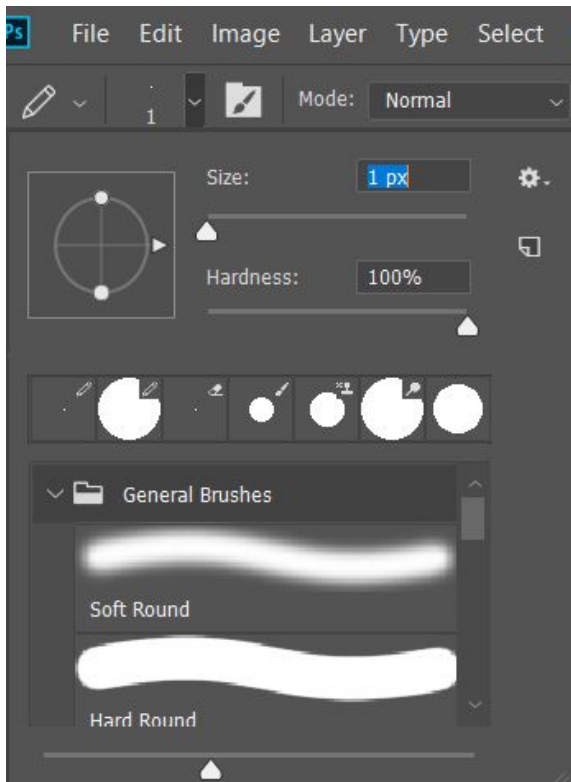 Ps File Edit Image Layer Type Select
1 Mode: Normal
Size: 1 px
Hardness: 100%
General Brushes
Soft Round
Hard Round